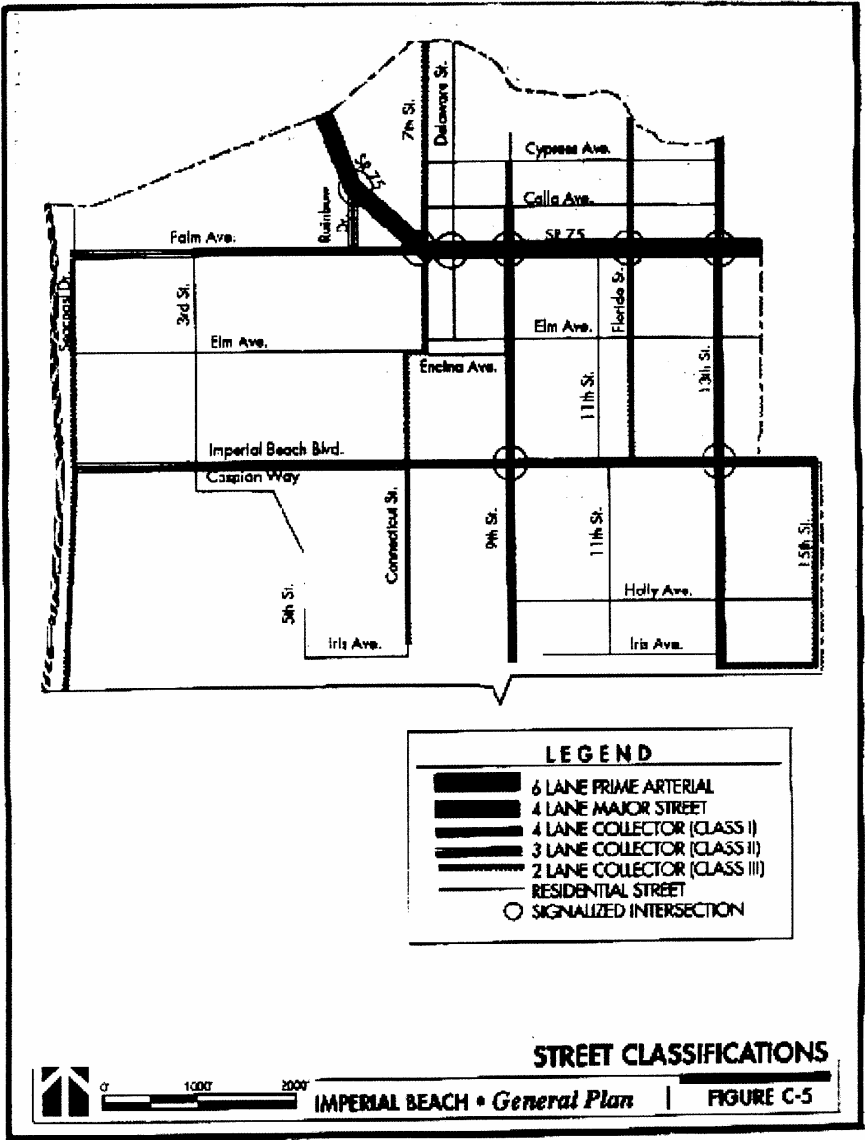 7th St.
Delaware St.
Cypress Ave.
SR 75
Calla Ave.
Rainbow Dr.
Palm Ave.
SR 75
Seacoast Dr.
3rd St.
Florida St.
Elm Ave.
Elm Ave.
Encina Ave.
11th St.
13th St.
Imperial Beach Blvd.
Caspian Way
Connecticut St.
9th St.
11th St.
15th St.
5th St.
Holly Ave.
Iris Ave.
Iris Ave.
LEGEND
6 LANE PRIME ARTERIAL
4 LANE MAJOR STREET
4 LANE COLLECTOR (CLASS I)
3 LANE COLLECTOR (CLASS II)
2 LANE COLLECTOR (CLASS III)
RESIDENTIAL STREET
SIGNALIZED INTERSECTION
STREET CLASSIFICATIONS
0' 1000' 2000'
IMPERIAL BEACH • General Plan | FIGURE C-5